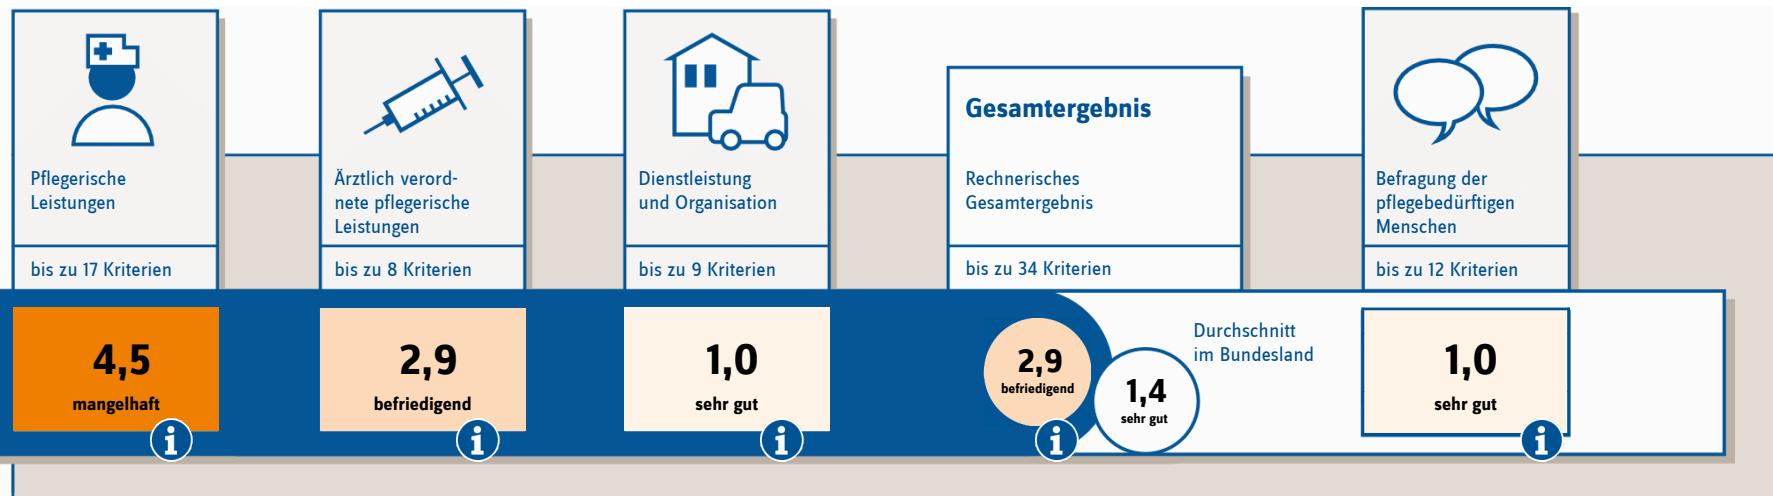 Pflegerische
Leistungen
bis zu 17 Kriterien
4,5
mangelhaft
i
Ärztlich verord-
nete pflegerische
Leistungen
bis zu 8 Kriterien
2,9
befriedigend
i
Dienstleistung
und Organisation
bis zu 9 Kriterien
1,0
sehr gut
i
Gesamtergebnis
Rechnerisches
Gesamtergebnis
bis zu 34 Kriterien
2,9
befriedigend
i
1,4
sehr gut
Durchschnitt
im Bundesland
Befragung der
pflegebedürftigen
Menschen
bis zu 12 Kriterien
1,0
sehr gut
i